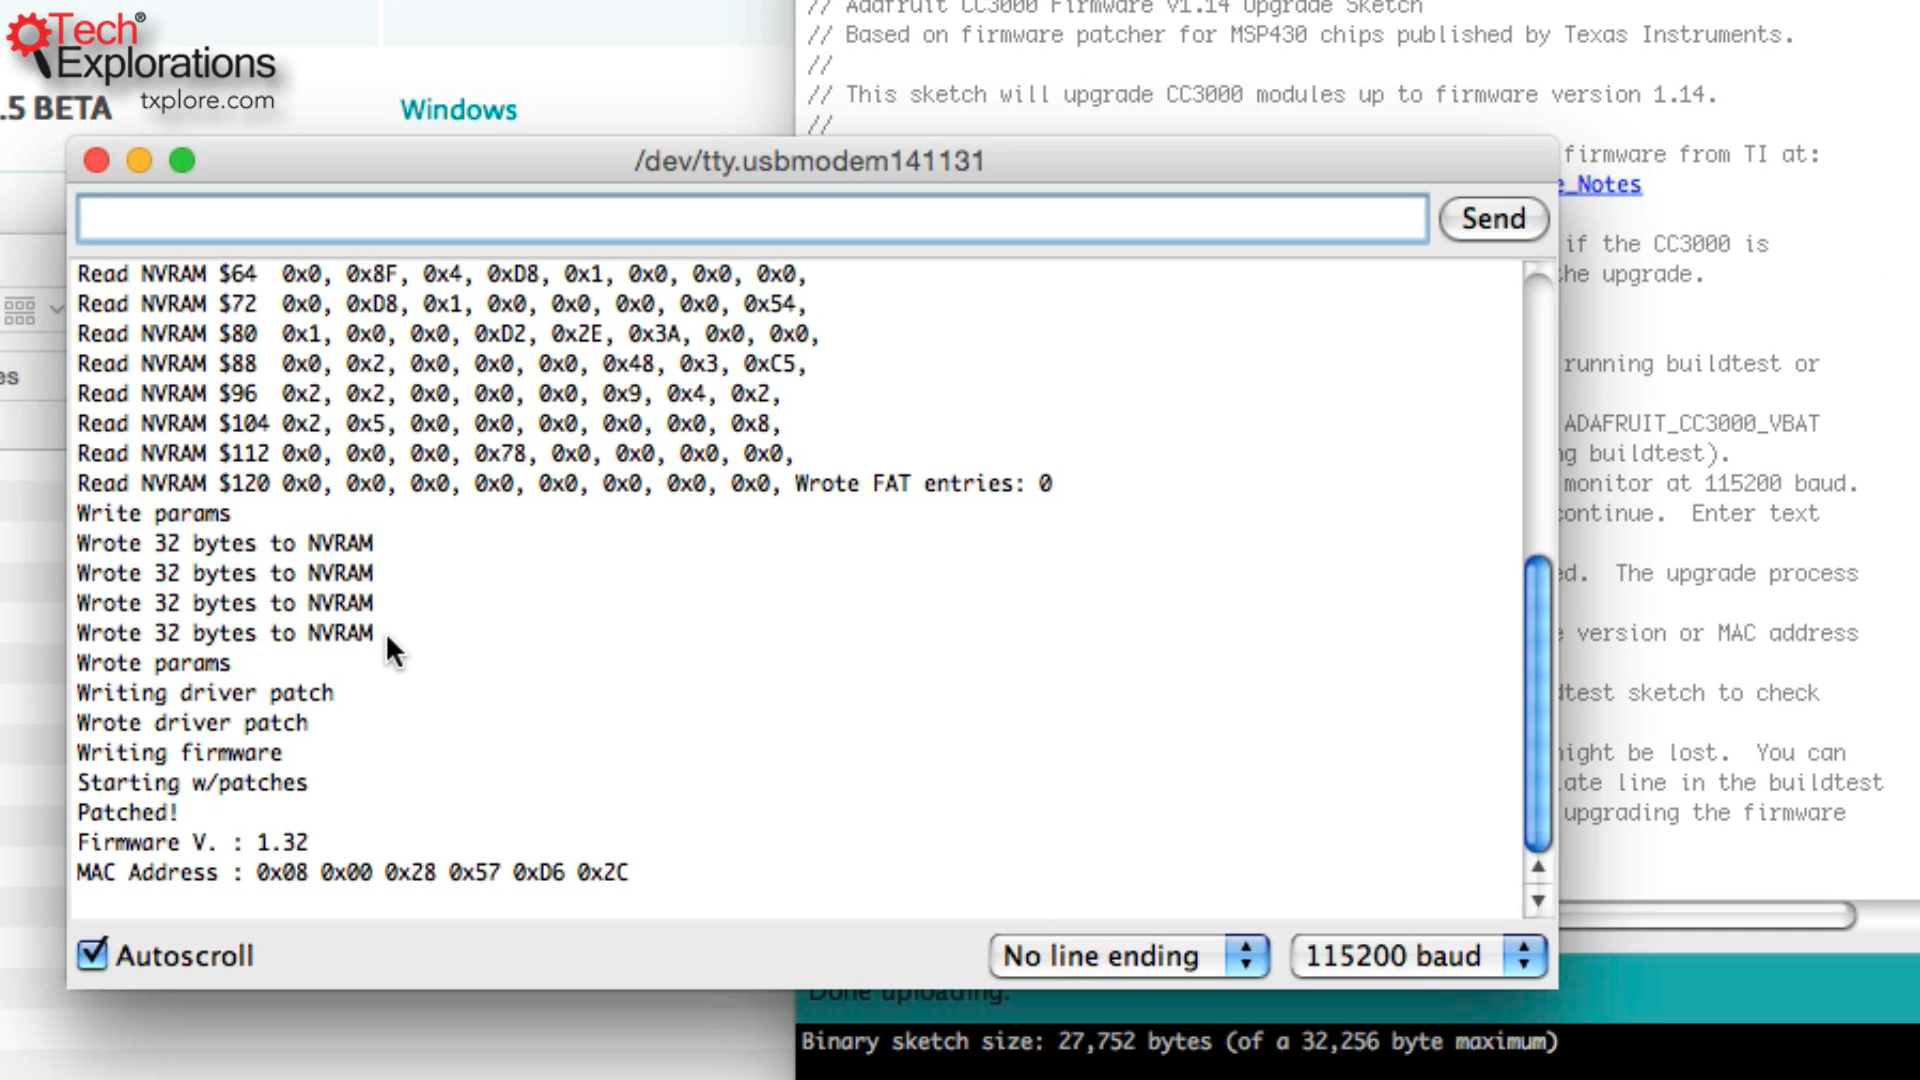 Tech®
Explorations
txplore.com
.5 BETA
Windows
// Adafruit CC3000 Firmware v1.14 Upgrade Sketch
// Based on firmware patcher for MSP430 chips published by Texas Instruments.
//
// This sketch will upgrade CC3000 modules up to firmware version 1.14.
//
/dev/tty.usbmodem141131
firmware from TI at:
e_Notes
Send
if the CC3000 is
the upgrade.
Read NVRAM $64 0x0, 0x8F, 0x4, 0xD8, 0x1, 0x0, 0x0, 0x0,
Read NVRAM $72 0x0, 0xD8, 0x1, 0x0, 0x0, 0x0, 0x0, 0x54,
Read NVRAM $80 0x1, 0x0, 0x0, 0xD2, 0x2E, 0x3A, 0x0, 0x0,
Read NVRAM $88 0x0, 0x2, 0x0, 0x0, 0x0, 0x48, 0x3, 0xC5,
Read NVRAM $96 0x2, 0x2, 0x0, 0x0, 0x0, 0x9, 0x4, 0x2,
Read NVRAM $104 0x2, 0x5, 0x0, 0x0, 0x0, 0x0, 0x0, 0x8,
Read NVRAM $112 0x0, 0x0, 0x0, 0x78, 0x0, 0x0, 0x0, 0x0,
Read NVRAM $120 0x0, 0x0, 0x0, 0x0, 0x0, 0x0, 0x0, 0x0, Wrote FAT entries: 0
Write params
Wrote 32 bytes to NVRAM
Wrote 32 bytes to NVRAM
Wrote 32 bytes to NVRAM
Wrote 32 bytes to NVRAM
Wrote params
Writing driver patch
Wrote driver patch
Writing firmware
Starting w/patches
Patched!
Firmware V. : 1.32
MAC Address : 0x08 0x00 0x28 0x57 0xD6 0x2C
es
running buildtest or
ADAFRUIT_CC3000_VBAT
ng buildtest).
monitor at 115200 baud.
continue. Enter text
ed. The upgrade process
e version or MAC address
dtest sketch to check
might be lost. You can
ate line in the buildtest
upgrading the firmware
Autoscroll
No line ending
115200 baud
Done uploading.
Binary sketch size: 27,752 bytes (of a 32,256 byte maximum)